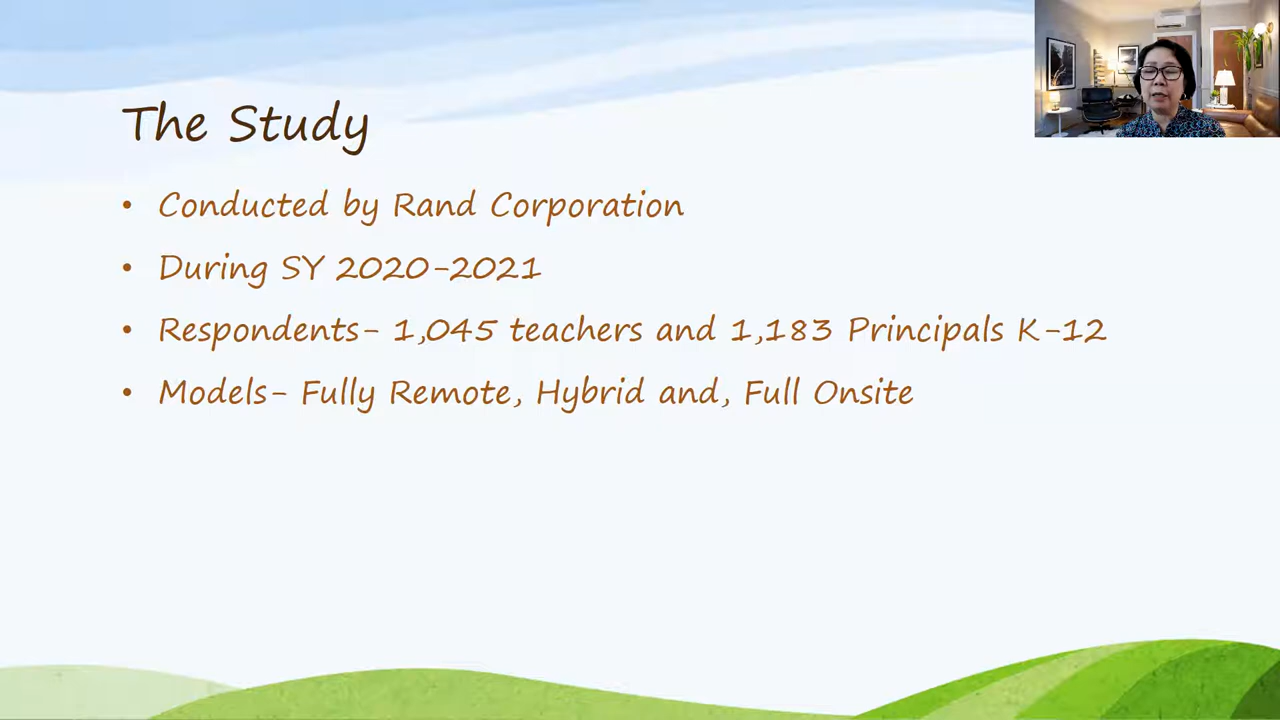 The Study
• Conducted by Rand Corporation
• During SY 2020-2021
• Respondents- 1,045 teachers and 1,183 Principals K-12
• Models- Fully Remote, Hybrid and, Full Onsite